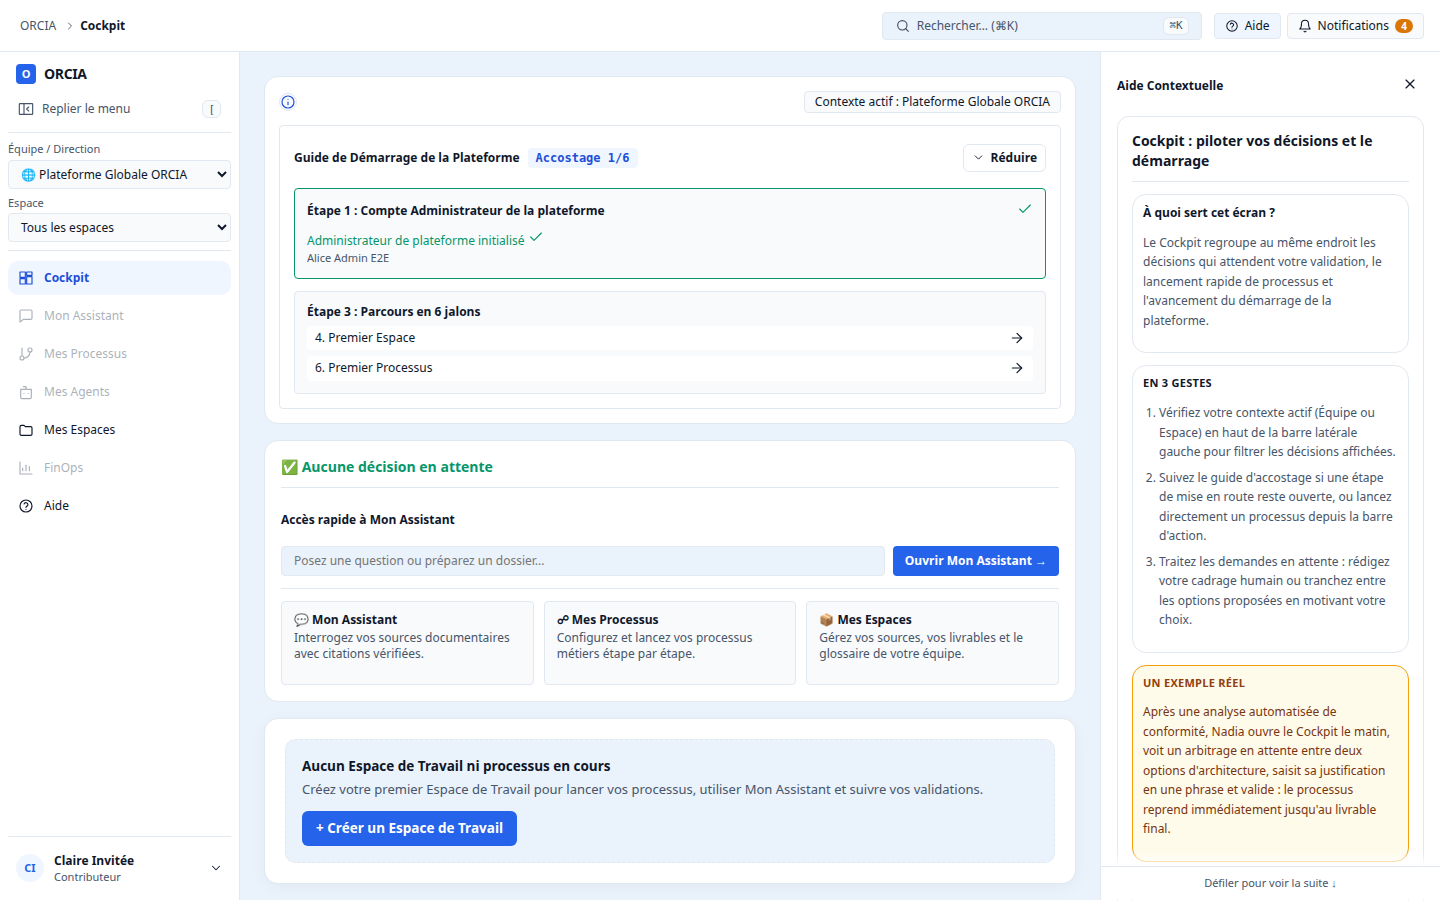 ORCIA > Cockpit
Rechercher... (⌘K) ⌘K
Aide
Notifications 4
O ORCIA
Replier le menu [
Équipe / Direction
🌐 Plateforme Globale ORCIA
Espace
Tous les espaces
Cockpit
Mon Assistant
Mes Processus
Mes Agents
Mes Espaces
FinOps
Aide
CI
Claire Invitée
Contributeur
Contexte actif : Plateforme Globale ORCIA
Guide de Démarrage de la Plateforme Accostage 1/6
Réduire
Étape 1 : Compte Administrateur de la plateforme
Administrateur de plateforme initialisé
Alice Admin E2E
Étape 3 : Parcours en 6 jalons
4. Premier Espace
6. Premier Processus
✅ Aucune décision en attente
Accès rapide à Mon Assistant
Posez une question ou préparez un dossier...
Ouvrir Mon Assistant →
💬 Mon Assistant
Interrogez vos sources documentaires
avec citations vérifiées.
☍ Mes Processus
Configurez et lancez vos processus
métiers étape par étape.
📦 Mes Espaces
Gérez vos sources, vos livrables et le
glossaire de votre équipe.
Aucun Espace de Travail ni processus en cours
Créez votre premier Espace de Travail pour lancer vos processus, utiliser Mon Assistant et suivre vos validations.
+ Créer un Espace de Travail
Aide Contextuelle
Cockpit : piloter vos décisions et le
démarrage
À quoi sert cet écran ?
Le Cockpit regroupe au même endroit les
décisions qui attendent votre validation, le
lancement rapide de processus et
l'avancement du démarrage de la
plateforme.
EN 3 GESTES
1. Vérifiez votre contexte actif (Équipe ou
Espace) en haut de la barre latérale
gauche pour filtrer les décisions affichées.
2. Suivez le guide d'accostage si une étape
de mise en route reste ouverte, ou lancez
directement un processus depuis la barre
d'action.
3. Traitez les demandes en attente : rédigez
votre cadrage humain ou tranchez entre
les options proposées en motivant votre
choix.
UN EXEMPLE RÉEL
Après une analyse automatisée de
conformité, Nadia ouvre le Cockpit le matin,
voit un arbitrage en attente entre deux
options d'architecture, saisit sa justification
en une phrase et valide : le processus
reprend immédiatement jusqu'au livrable
final.
Défiler pour voir la suite ↓